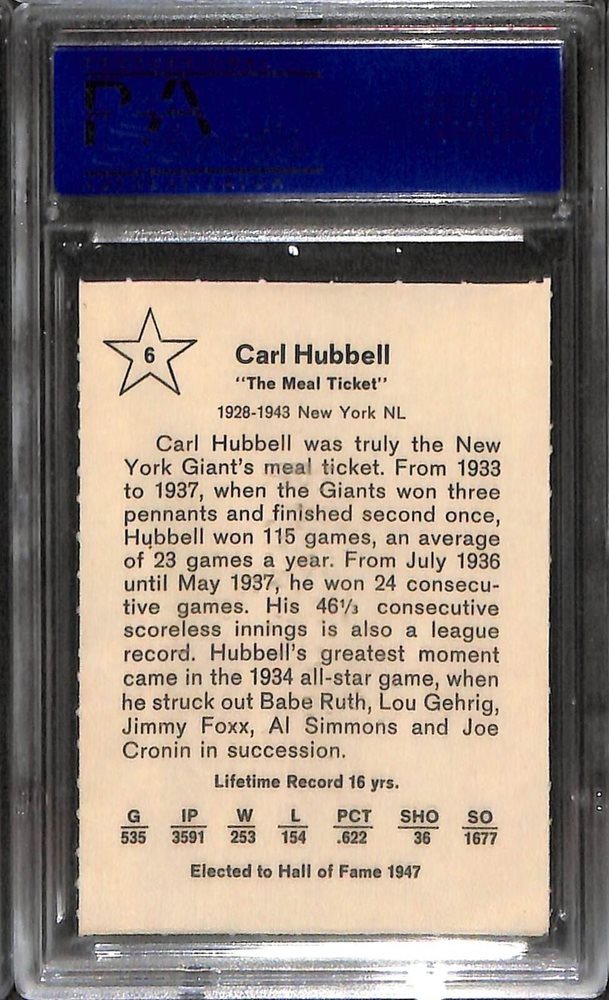 PSA
6
Carl Hubbell
"The Meal Ticket"
1928-1943 New York NL
Carl Hubbell was truly the New
York Giant's meal ticket. From 1933
to 1937, when the Giants won three
pennants and finished second once,
Hubbell won 115 games, an average
of 23 games a year. From July 1936
until May 1937, he won 24 consecu-
tive games. His 46⅓ consecutive
scoreless innings is also a league
record. Hubbell's greatest moment
came in the 1934 all-star game, when
he struck out Babe Ruth, Lou Gehrig,
Jimmy Foxx, Al Simmons and Joe
Cronin in succession.
Lifetime Record 16 yrs.
G IP W L PCT SHO SO
535 3591 253 154 .622 36 1677
Elected to Hall of Fame 1947